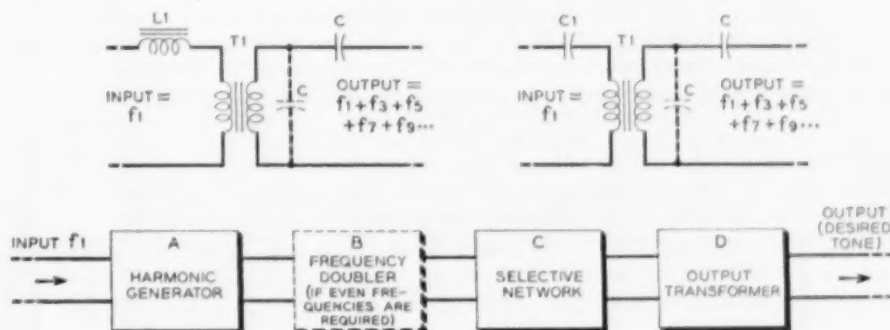 L1
T1
C
INPUT =
f1
C
OUTPUT =
f1 + f3 + f5
+ f7 + f9 ···
C1
T1
C
INPUT =
f1
C
OUTPUT =
f1 + f3 + f5
+ f7 + f9 ···
INPUT f1
A
HARMONIC
GENERATOR
B
FREQUENCY
DOUBLER
(IF EVEN FRE-
QUENCIES ARE
REQUIRED)
C
SELECTIVE
NETWORK
D
OUTPUT
TRANSFORMER
OUTPUT
(DESIRED
TONE)